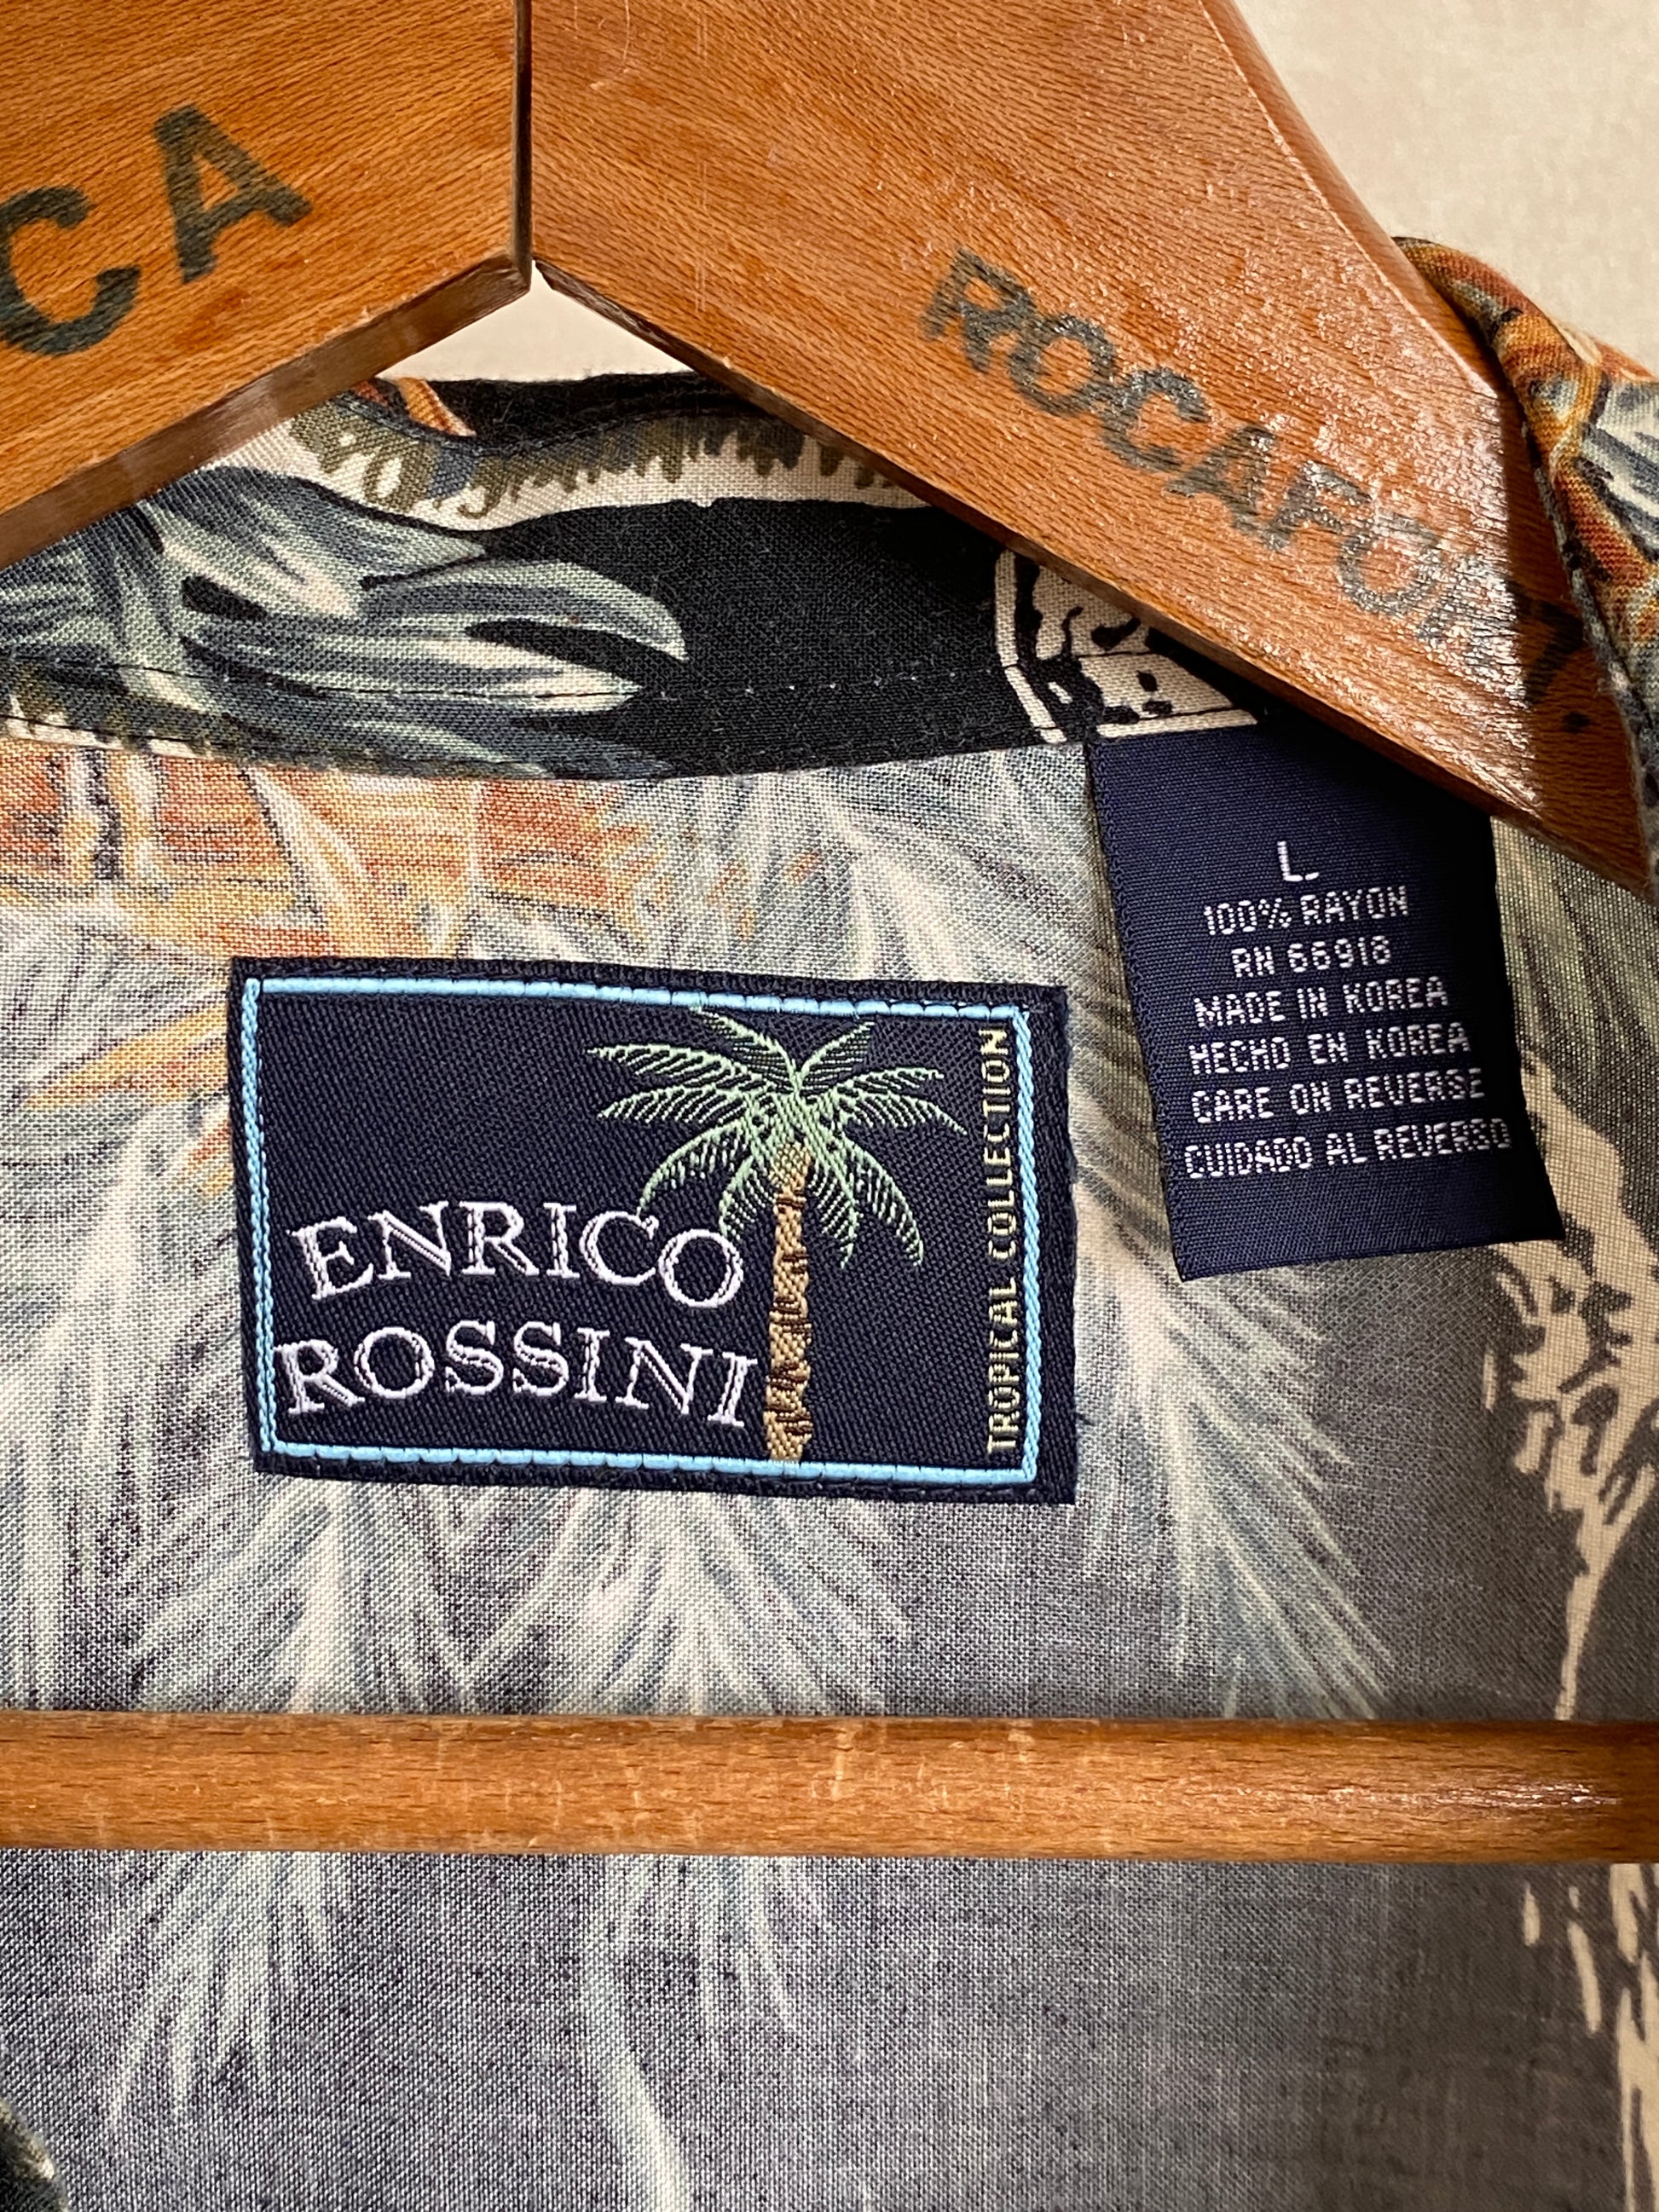 CA
L
100% RAYON
RN 66918
MADE IN KOREA
HECHO EN KOREA
CARE ON REVERSE
CUIDADO AL REVERSO
ENRICO
ROSSINI
TROPICAL COLLECTION